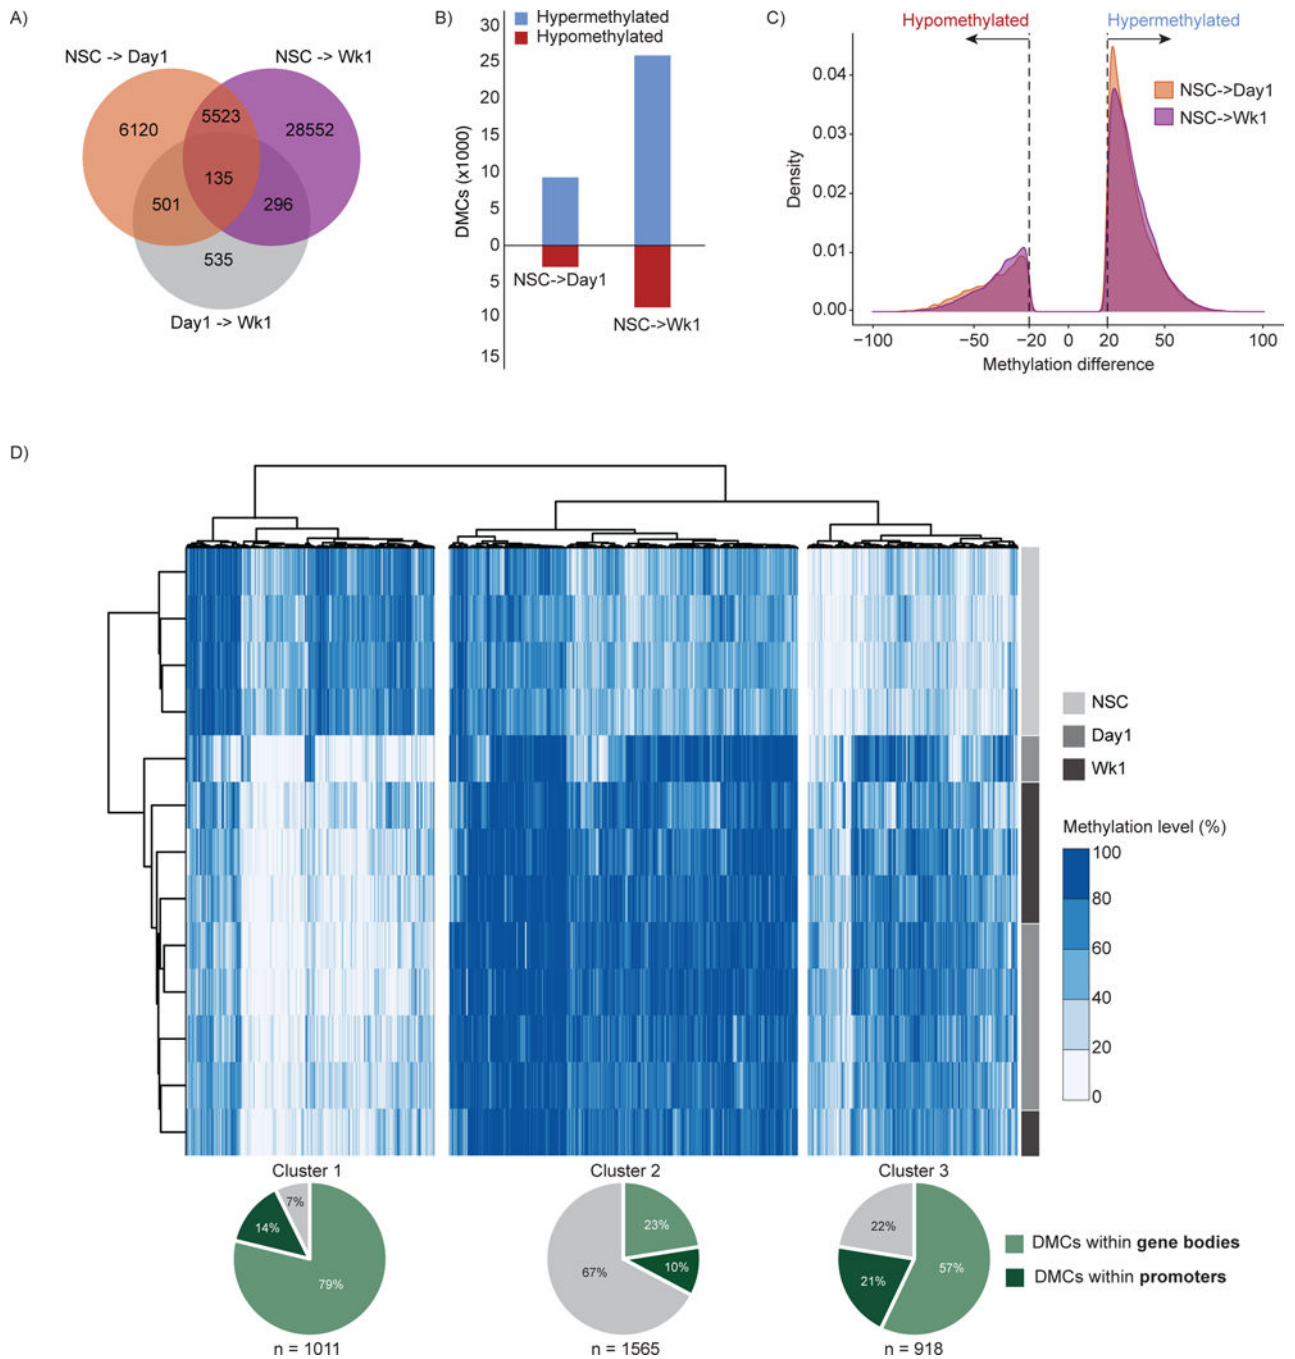 A)
NSC -> Day1
NSC -> Wk1
6120
5523
28552
135
501
296
535
Day1 -> Wk1
B)
Hypermethylated
Hypomethylated
DMCs (x1000)
30
25
20
15
10
5
0
5
10
15
NSC->Day1
NSC->Wk1
C)
Hypomethylated
Hypermethylated
NSC->Day1
NSC->Wk1
Density
0.04
0.03
0.02
0.01
0.00
−100
−50
−20
0
20
50
100
Methylation difference
D)
NSC
Day1
Wk1
Methylation level (%)
100
80
60
40
20
0
Cluster 1
Cluster 2
Cluster 3
7%
14%
79%
23%
10%
67%
22%
21%
57%
DMCs within gene bodies
DMCs within promoters
n = 1011
n = 1565
n = 918